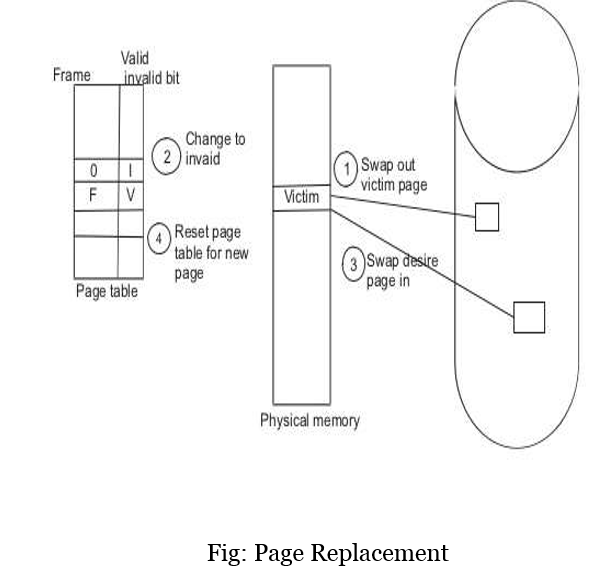 Frame
Valid
invalid bit
0 I
F V
Page table
2
Change to
invaid
4
Reset page
table for new
page
Victim
Physical memory
1
Swap out
victim page
3
Swap desire
page in
Fig: Page Replacement